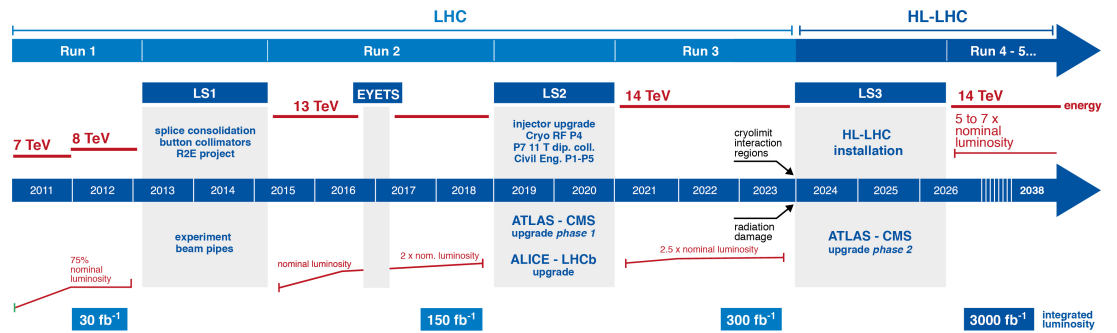 LHC
HL-LHC
Run 1
Run 2
Run 3
Run 4 - 5...
LS1
EYETS
LS2
LS3
7 TeV
8 TeV
13 TeV
14 TeV
14 TeV
energy
splice consolidation
button collimators
R2E project
injector upgrade
Cryo RF P4
P7 11 T dip. coll.
Civil Eng. P1-P5
cryolimit
interaction
regions
HL-LHC
installation
5 to 7 x
nominal
luminosity
2011
2012
2013
2014
2015
2016
2017
2018
2019
2020
2021
2022
2023
2024
2025
2026
2038
experiment
beam pipes
ATLAS - CMS
upgrade phase 1
ALICE - LHCb
upgrade
radiation
damage
ATLAS - CMS
upgrade phase 2
75%
nominal
luminosity
nominal luminosity
2 x nom. luminosity
2.5 x nominal luminosity
30 fb-1
150 fb-1
300 fb-1
3000 fb-1
integrated
luminosity